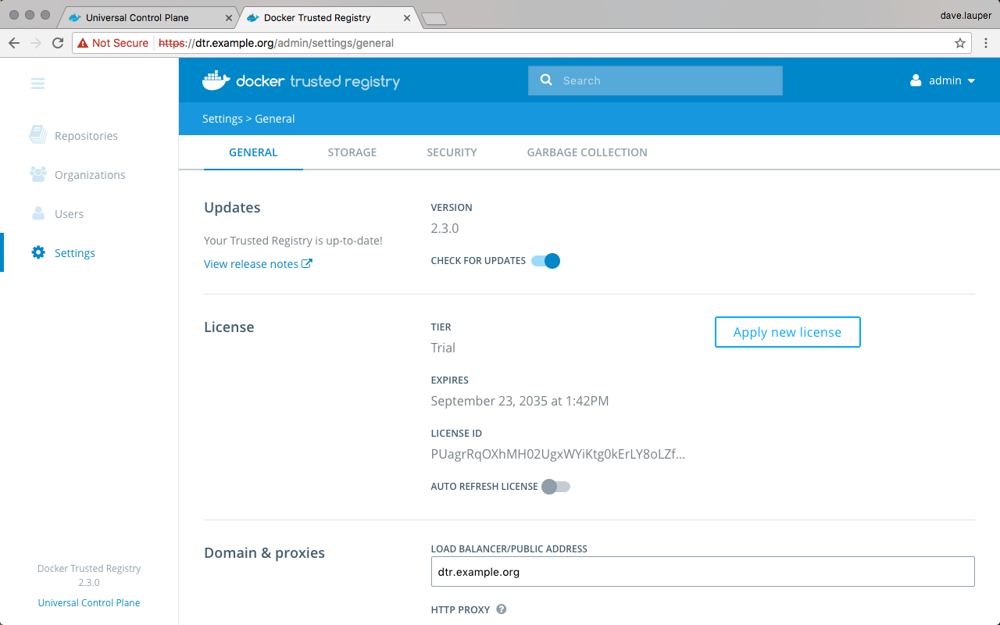 Universal Control Plane
Docker Trusted Registry
dave.lauper
Not Secure
https://dtr.example.org/admin/settings/general
docker trusted registry
Search
admin
Settings > General
Repositories
Organizations
Users
Settings
GENERAL STORAGE SECURITY GARBAGE COLLECTION
Updates
Your Trusted Registry is up-to-date!
View release notes
VERSION
2.3.0
CHECK FOR UPDATES
License
TIER
Trial
Apply new license
EXPIRES
September 23, 2035 at 1:42PM
LICENSE ID
PUagrRqOXhMH02UgxWYiKtg0kErLY8oLZf...
AUTO REFRESH LICENSE
Domain & proxies
LOAD BALANCER/PUBLIC ADDRESS
dtr.example.org
HTTP PROXY ?
Docker Trusted Registry
2.3.0
Universal Control Plane